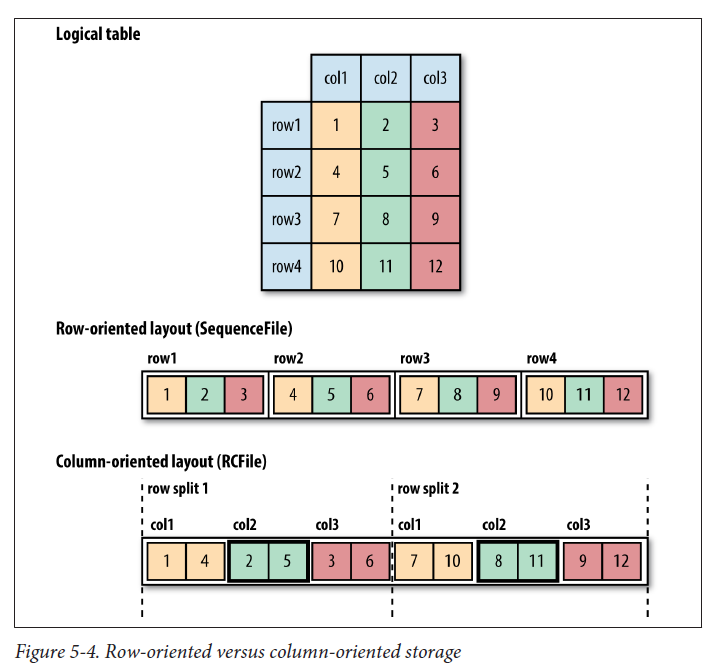 Logical table
col1 col2 col3
row1 1 2 3
row2 4 5 6
row3 7 8 9
row4 10 11 12
Row-oriented layout (SequenceFile)
row1 row2 row3 row4
1 2 3 4 5 6 7 8 9 10 11 12
Column-oriented layout (RCFile)
row split 1 row split 2
col1 col2 col3 col1 col2 col3
1 4 2 5 3 6 7 10 8 11 9 12
Figure 5-4. Row-oriented versus column-oriented storage